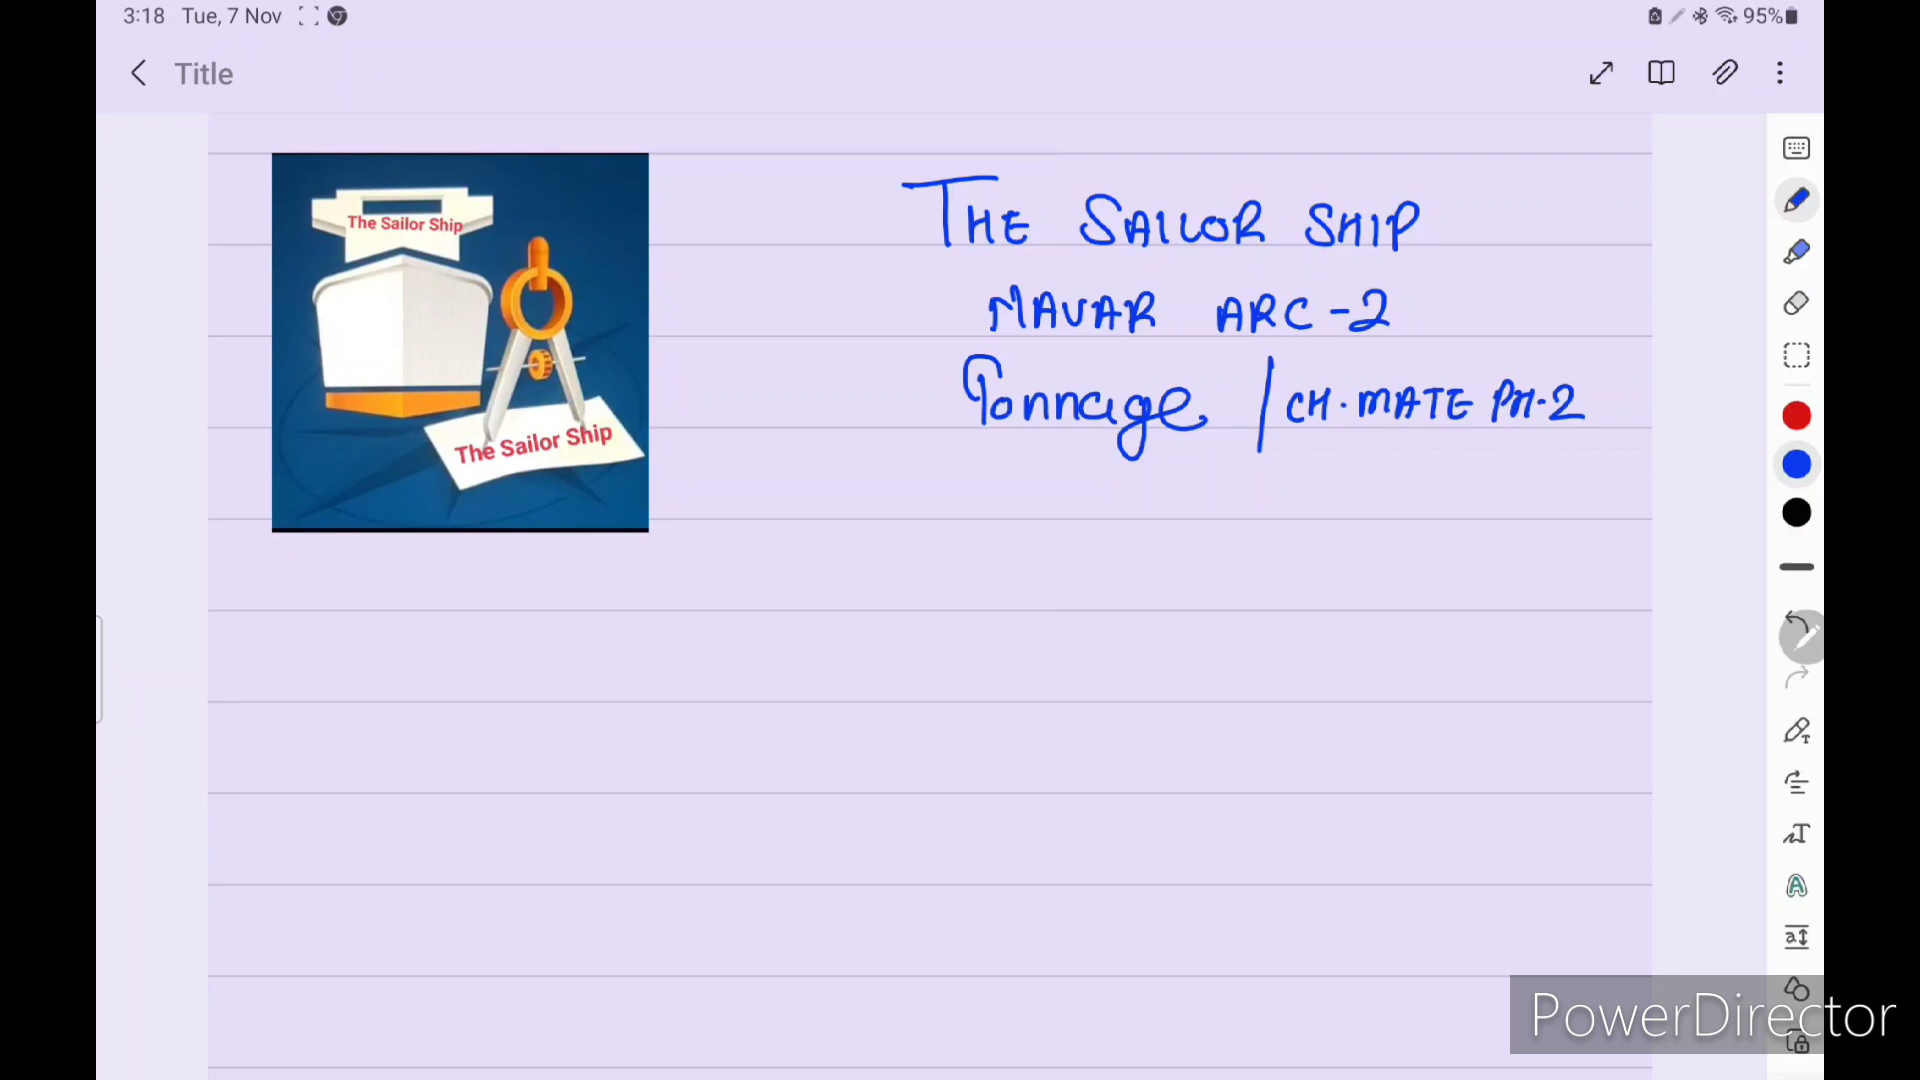 3:18 Tue, 7 Nov 95%
Title
The Sailor Ship
The Sailor Ship
THE SAILOR SHIP
MAVAR ARC-2
Tonnage / CH.MATE PH-2
PowerDirector